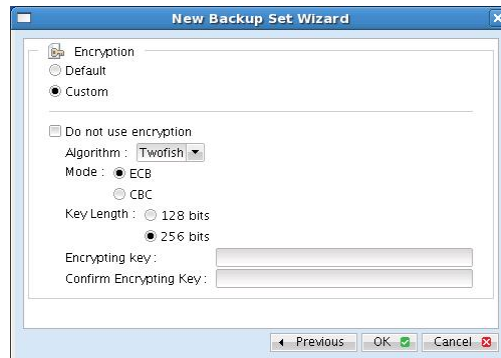 New Backup Set Wizard
Encryption
Default
Custom
Do not use encryption
Algorithm : Twofish
Mode : ECB
CBC
Key Length : 128 bits
256 bits
Encrypting key :
Confirm Encrypting Key :
Previous OK Cancel